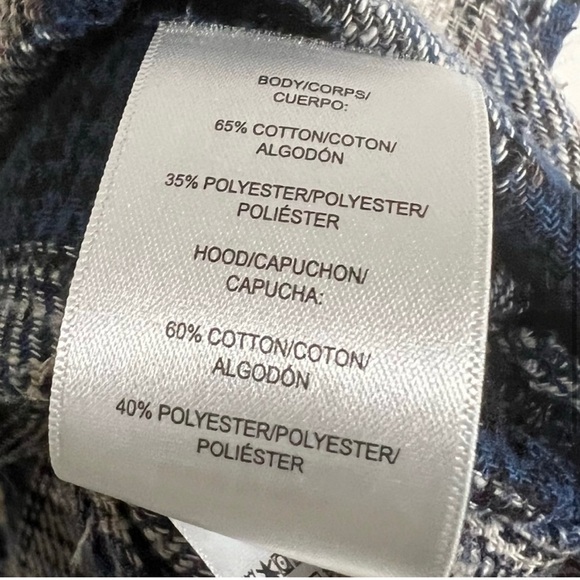 BODY/CORPS/
CUERPO:
65% COTTON/COTON/
ALGODÓN
35% POLYESTER/POLYESTER/
POLIÉSTER
HOOD/CAPUCHON/
CAPUCHA:
60% COTTON/COTON/
ALGODÓN
40% POLYESTER/POLYESTER/
POLIÉSTER